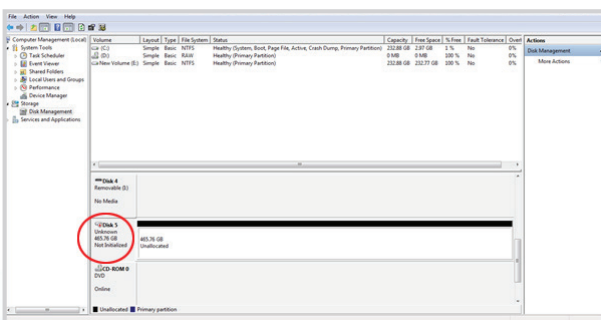 File Action View Help
Computer Management (Local)
System Tools
Task Scheduler
Event Viewer
Shared Folders
Local Users and Groups
Performance
Device Manager
Storage
Disk Management
Services and Applications
Volume Layout Type File System Status Capacity Free Space % Free Fault Tolerance Overl
(C:) Simple Basic NTFS Healthy (System, Boot, Page File, Active, Crash Dump, Primary Partition) 232.88 GB 2.97 GB 1 % No 0%
(D:) Simple Basic RAW Healthy (Primary Partition) 0 MB 0 MB 100 % No 0%
New Volume (E:) Simple Basic NTFS Healthy (Primary Partition) 232.88 GB 232.77 GB 100 % No 0%
Actions
Disk Management
More Actions
Disk 4
Removable (I:)
No Media
Disk 5
Unknown
465.76 GB
Not Initialized
465.76 GB
Unallocated
CD-ROM 0
DVD
Online
Unallocated Primary partition